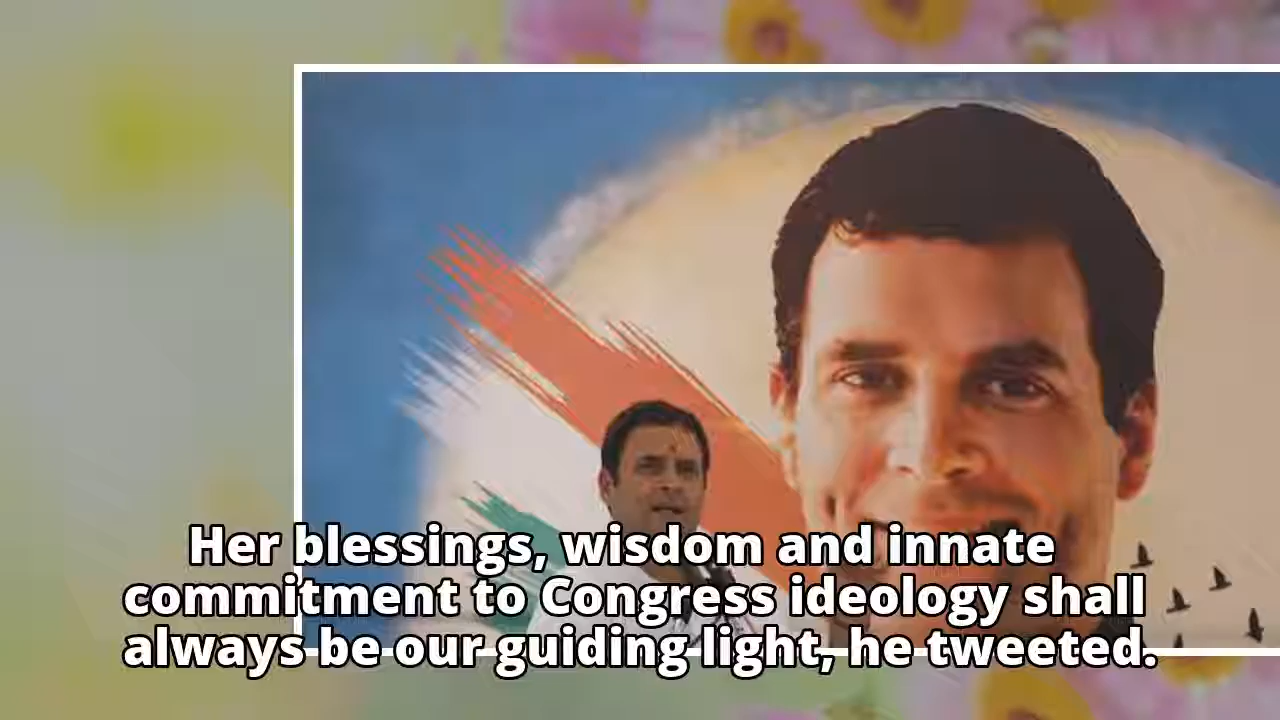 Her blessings, wisdom and innate
commitment to Congress ideology shall
always be our guiding light, he tweeted.